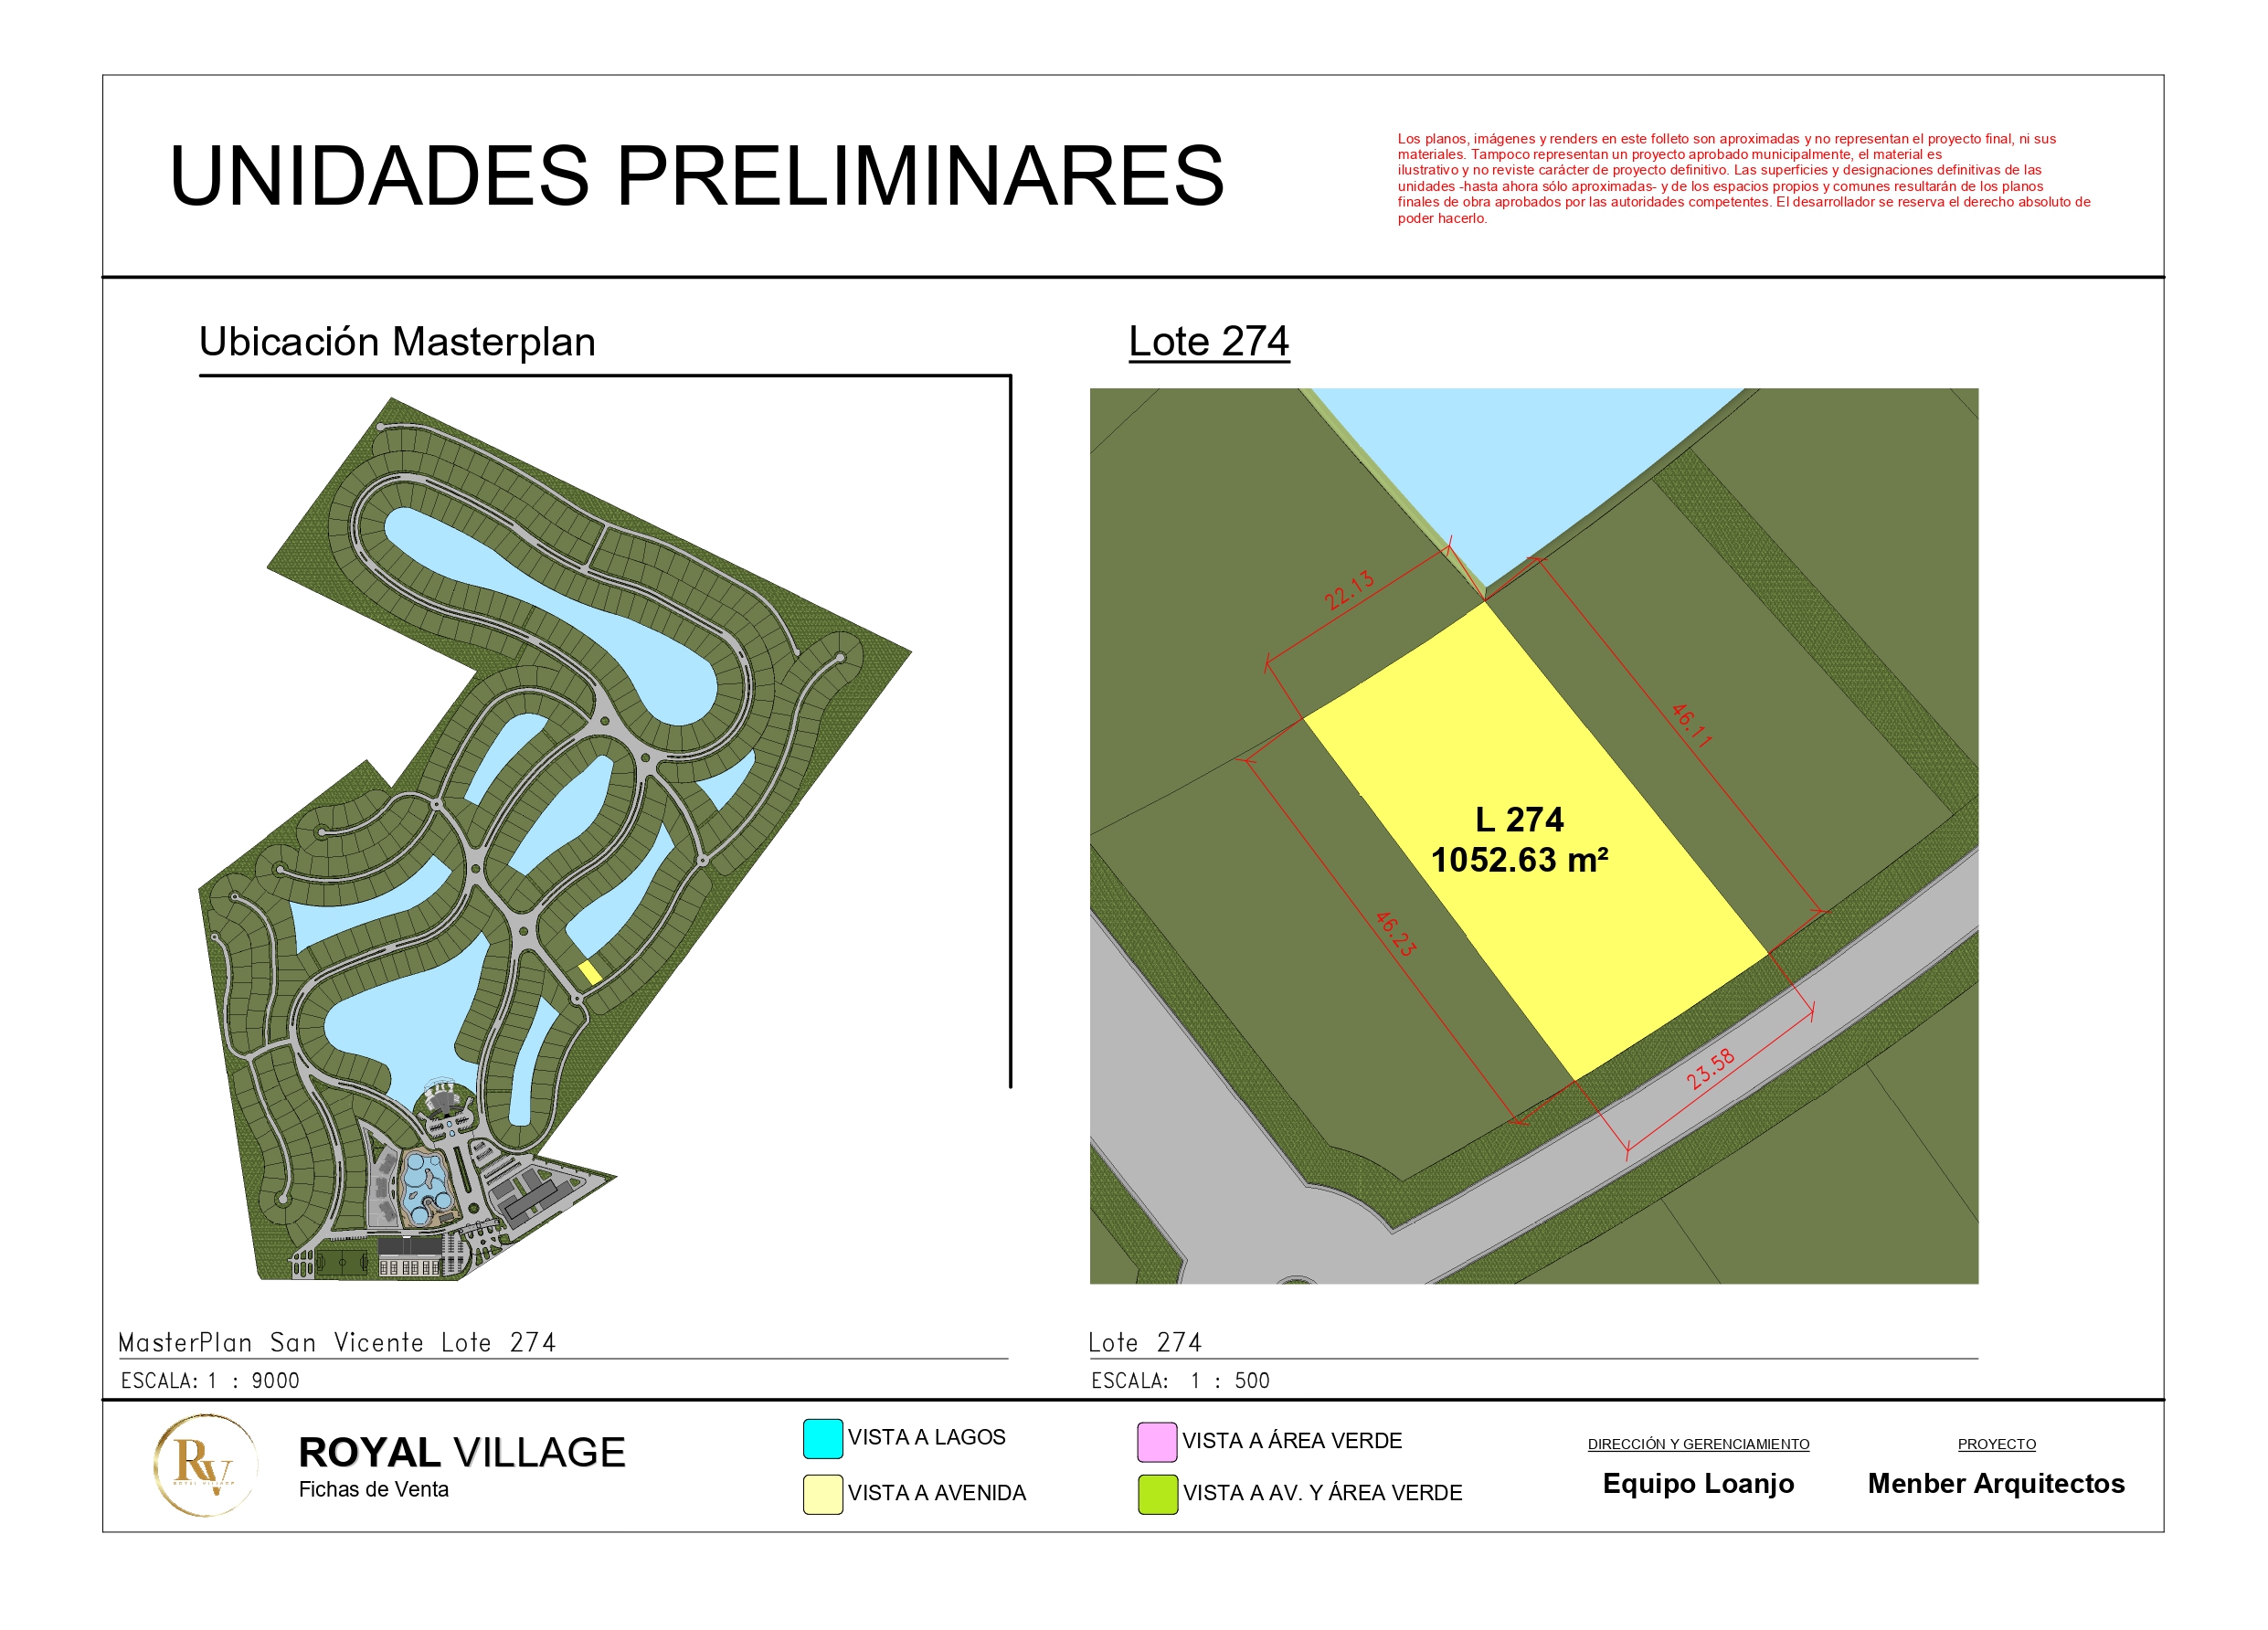 UNIDADES PRELIMINARES
Los planos, imágenes y renders en este folleto son aproximadas y no representan el proyecto final, ni sus
materiales. Tampoco representan un proyecto aprobado municipalmente, el material es
ilustrativo y no reviste carácter de proyecto definitivo. Las superficies y designaciones definitivas de las
unidades -hasta ahora sólo aproximadas- y de los espacios propios y comunes resultarán de los planos
finales de obra aprobados por las autoridades competentes. El desarrollador se reserva el derecho absoluto de
poder hacerlo.
Ubicación Masterplan
Lote 274
22.13
46.11
L 274
1052.63 m²
46.23
23.58
MasterPlan San Vicente Lote 274
ESCALA: 1 : 9000
Lote 274
ESCALA: 1 : 500
RV
ROYAL VILLAGE
ROYAL VILLAGE
Fichas de Venta
VISTA A LAGOS
VISTA A AVENIDA
VISTA A ÁREA VERDE
VISTA A AV. Y ÁREA VERDE
DIRECCIÓN Y GERENCIAMIENTO
Equipo Loanjo
PROYECTO
Menber Arquitectos